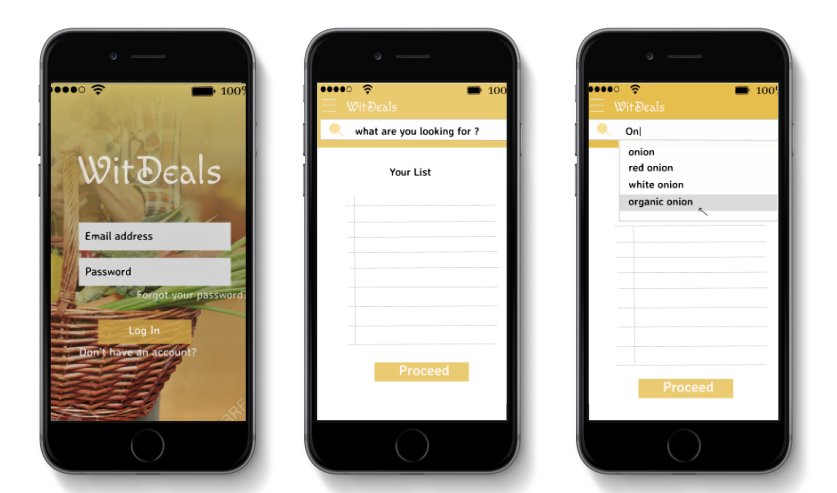 100%
WitDeals
Email address
Password
Forgot your password?
Log In
Don't have an account?
100
WitDeals
what are you looking for ?
Your List
Proceed
100%
WitDeals
On
onion
red onion
white onion
organic onion
Proceed